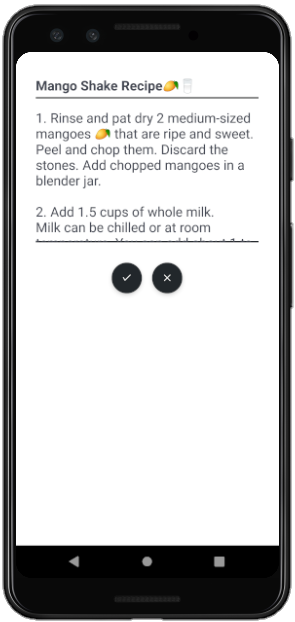 Mango Shake Recipe🥭🥛
1. Rinse and pat dry 2 medium-sized
mangoes 🥭 that are ripe and sweet.
Peel and chop them. Discard the
stones. Add chopped mangoes in a
blender jar.
2. Add 1.5 cups of whole milk.
Milk can be chilled or at room